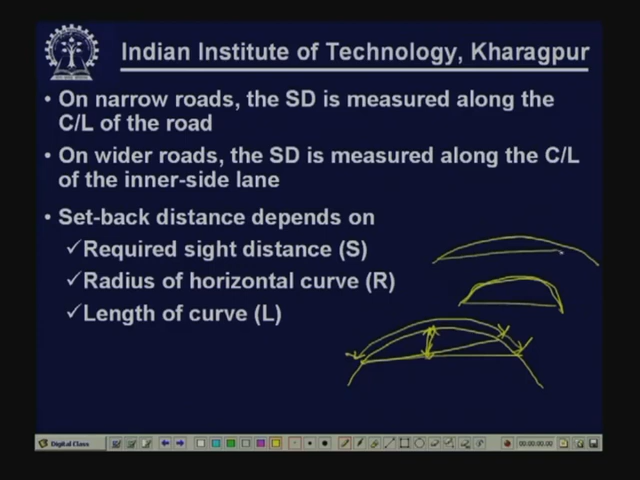 Indian Institute of Technology, Kharagpur
• On narrow roads, the SD is measured along the
C/L of the road
• On wider roads, the SD is measured along the C/L
of the inner-side lane
• Set-back distance depends on
✓Required sight distance (S)
✓Radius of horizontal curve (R)
✓Length of curve (L)
Digital Class
00:00:00.00